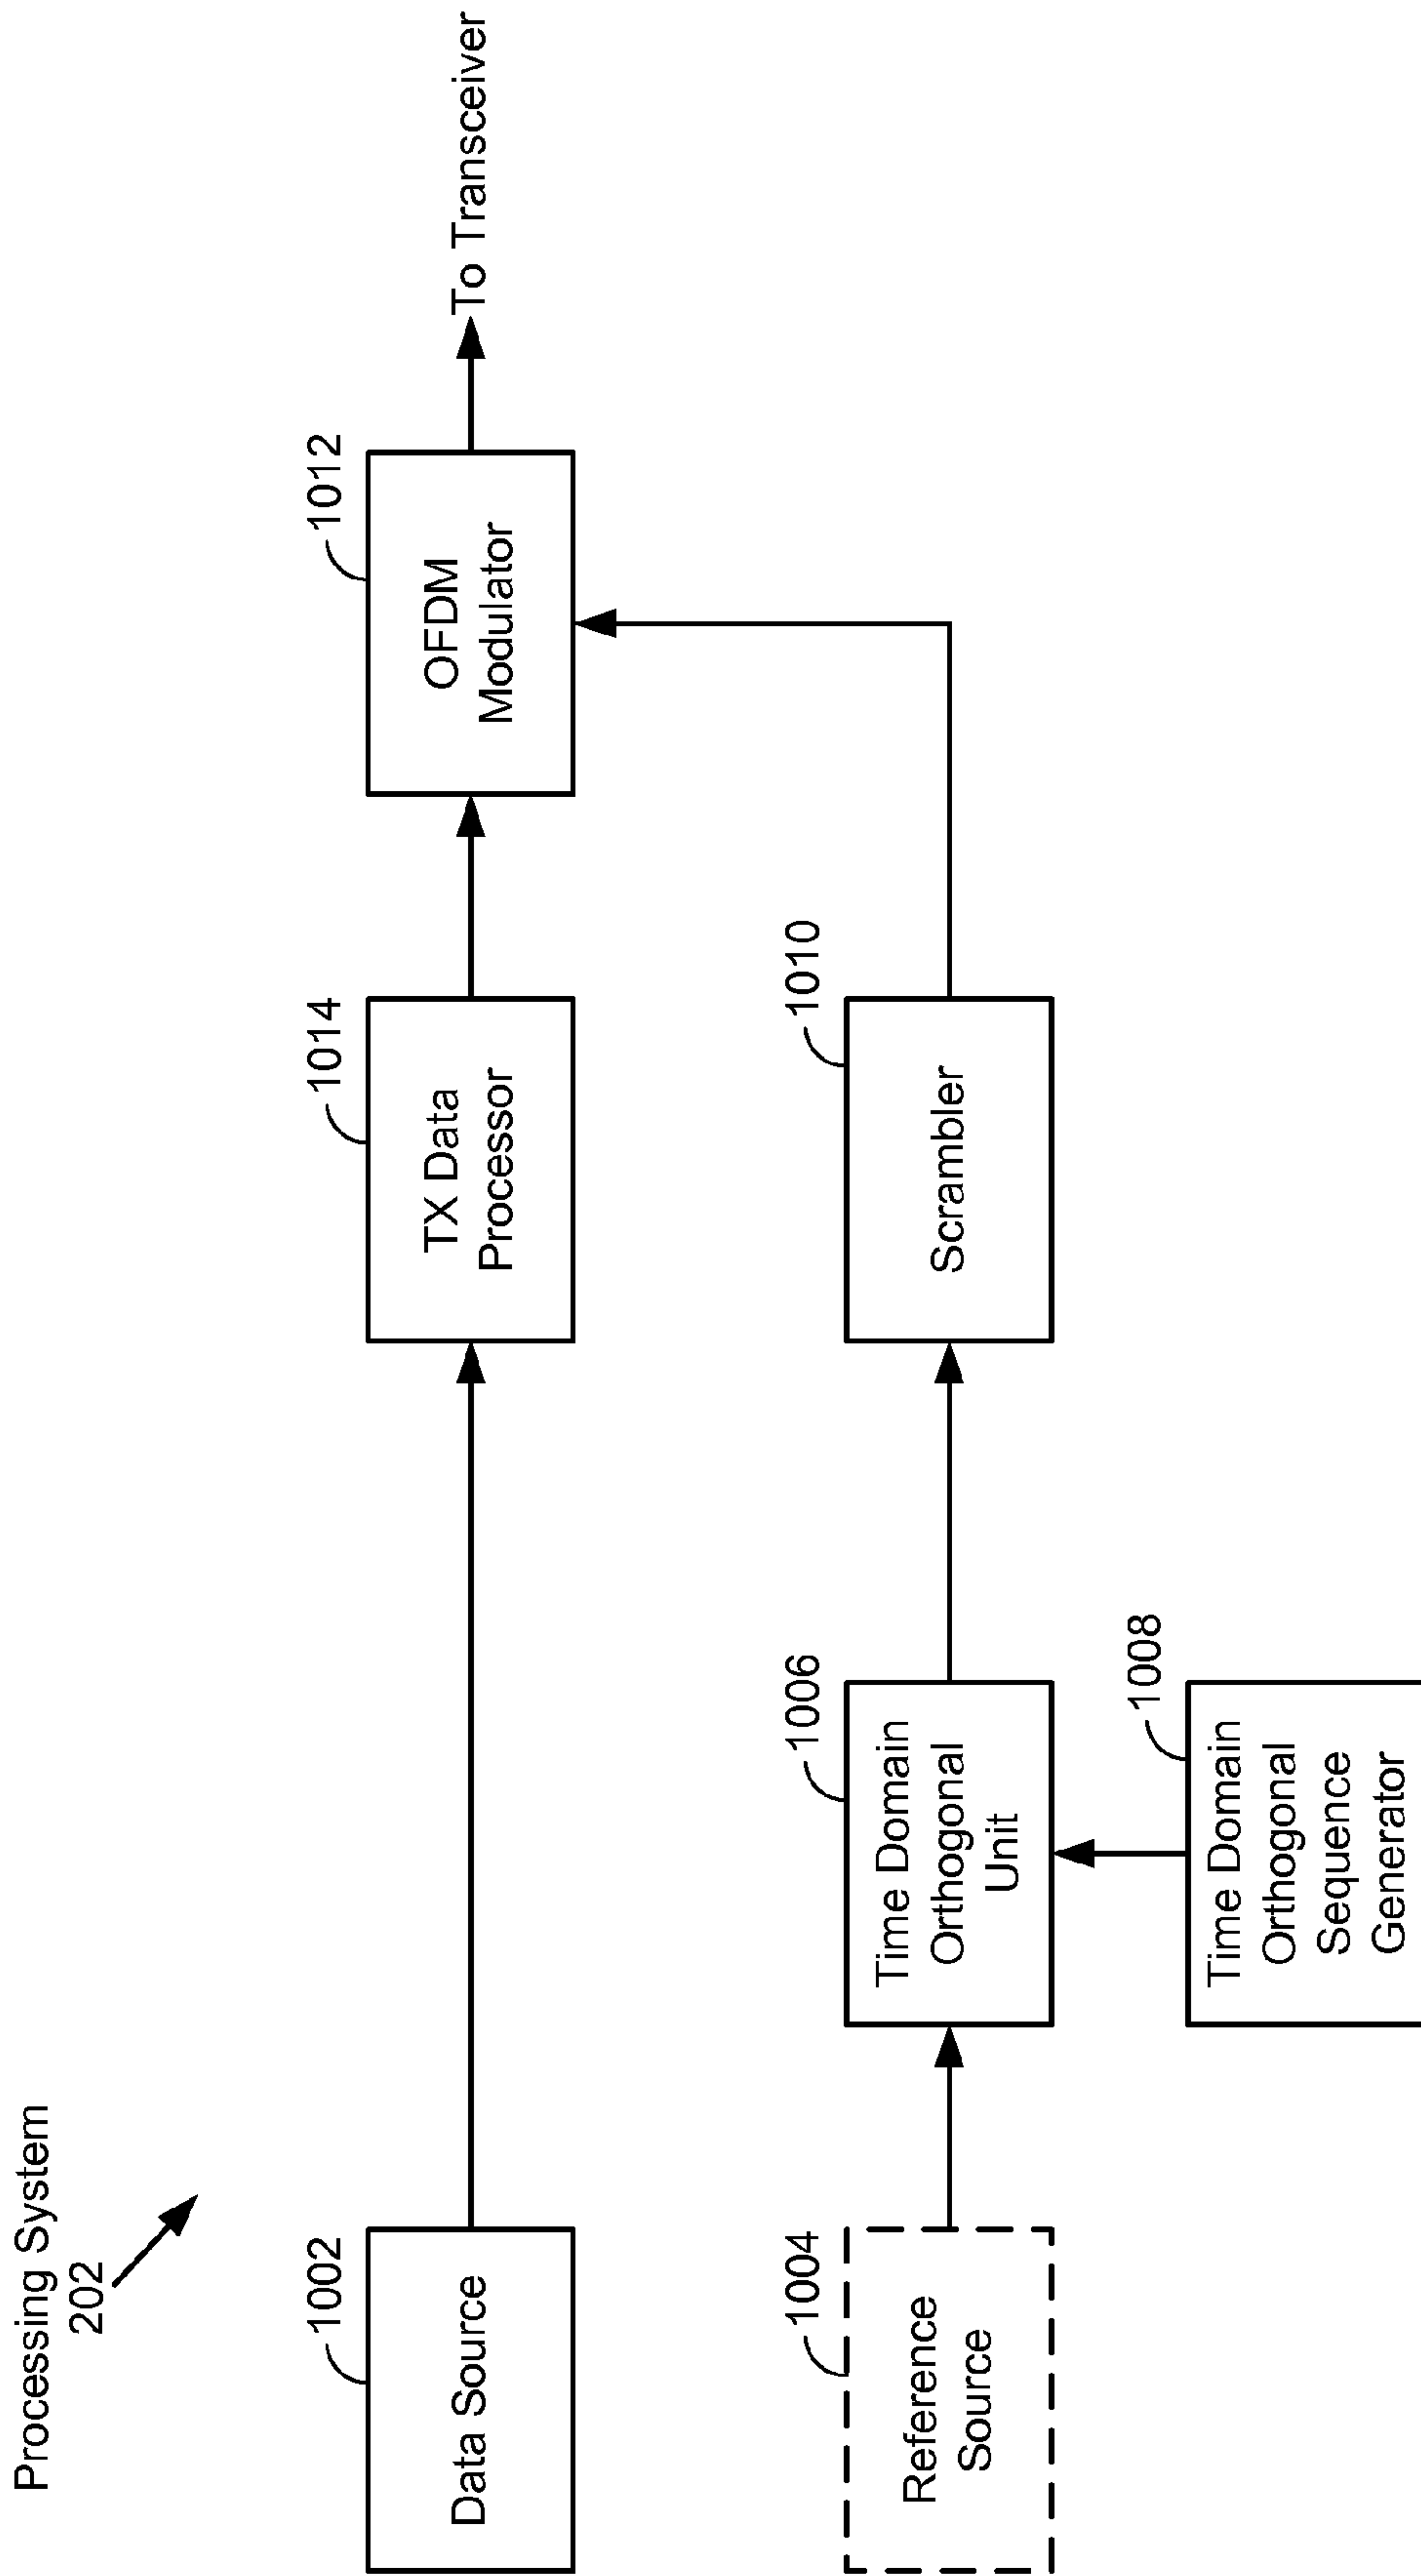 Processing System
202
1002
Data Source
1014
TX Data
Processor
1012
OFDM
Modulator
To Transceiver
1004
Reference
Source
1006
Time Domain
Orthogonal
Unit
1010
Scrambler
1008
Time Domain
Orthogonal
Sequence
Generator